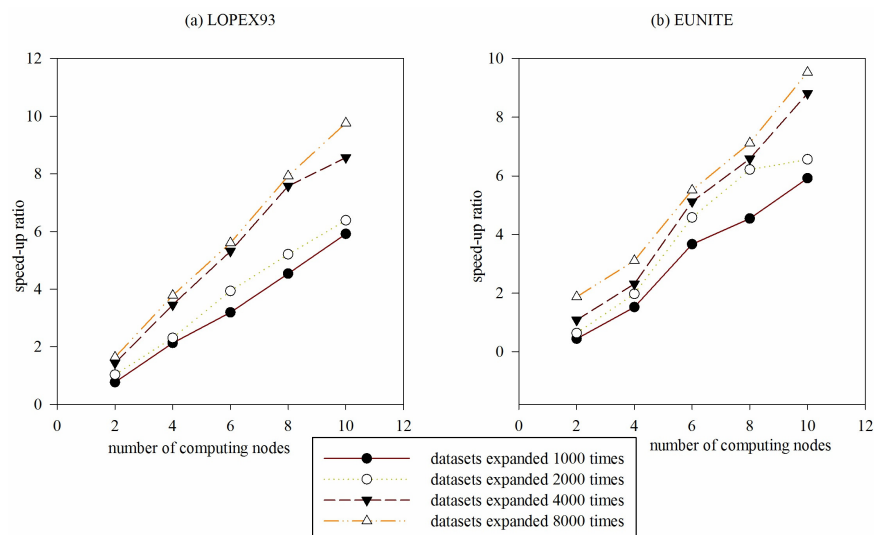 (a) LOPEX93
(b) EUNITE
speed-up ratio
12
10
8
6
4
2
0
0 2 4 6 8 10 12
number of computing nodes
speed-up ratio
10
8
6
4
2
0
0 2 4 6 8 10 12
number of computing nodes
datasets expanded 1000 times
datasets expanded 2000 times
datasets expanded 4000 times
datasets expanded 8000 times